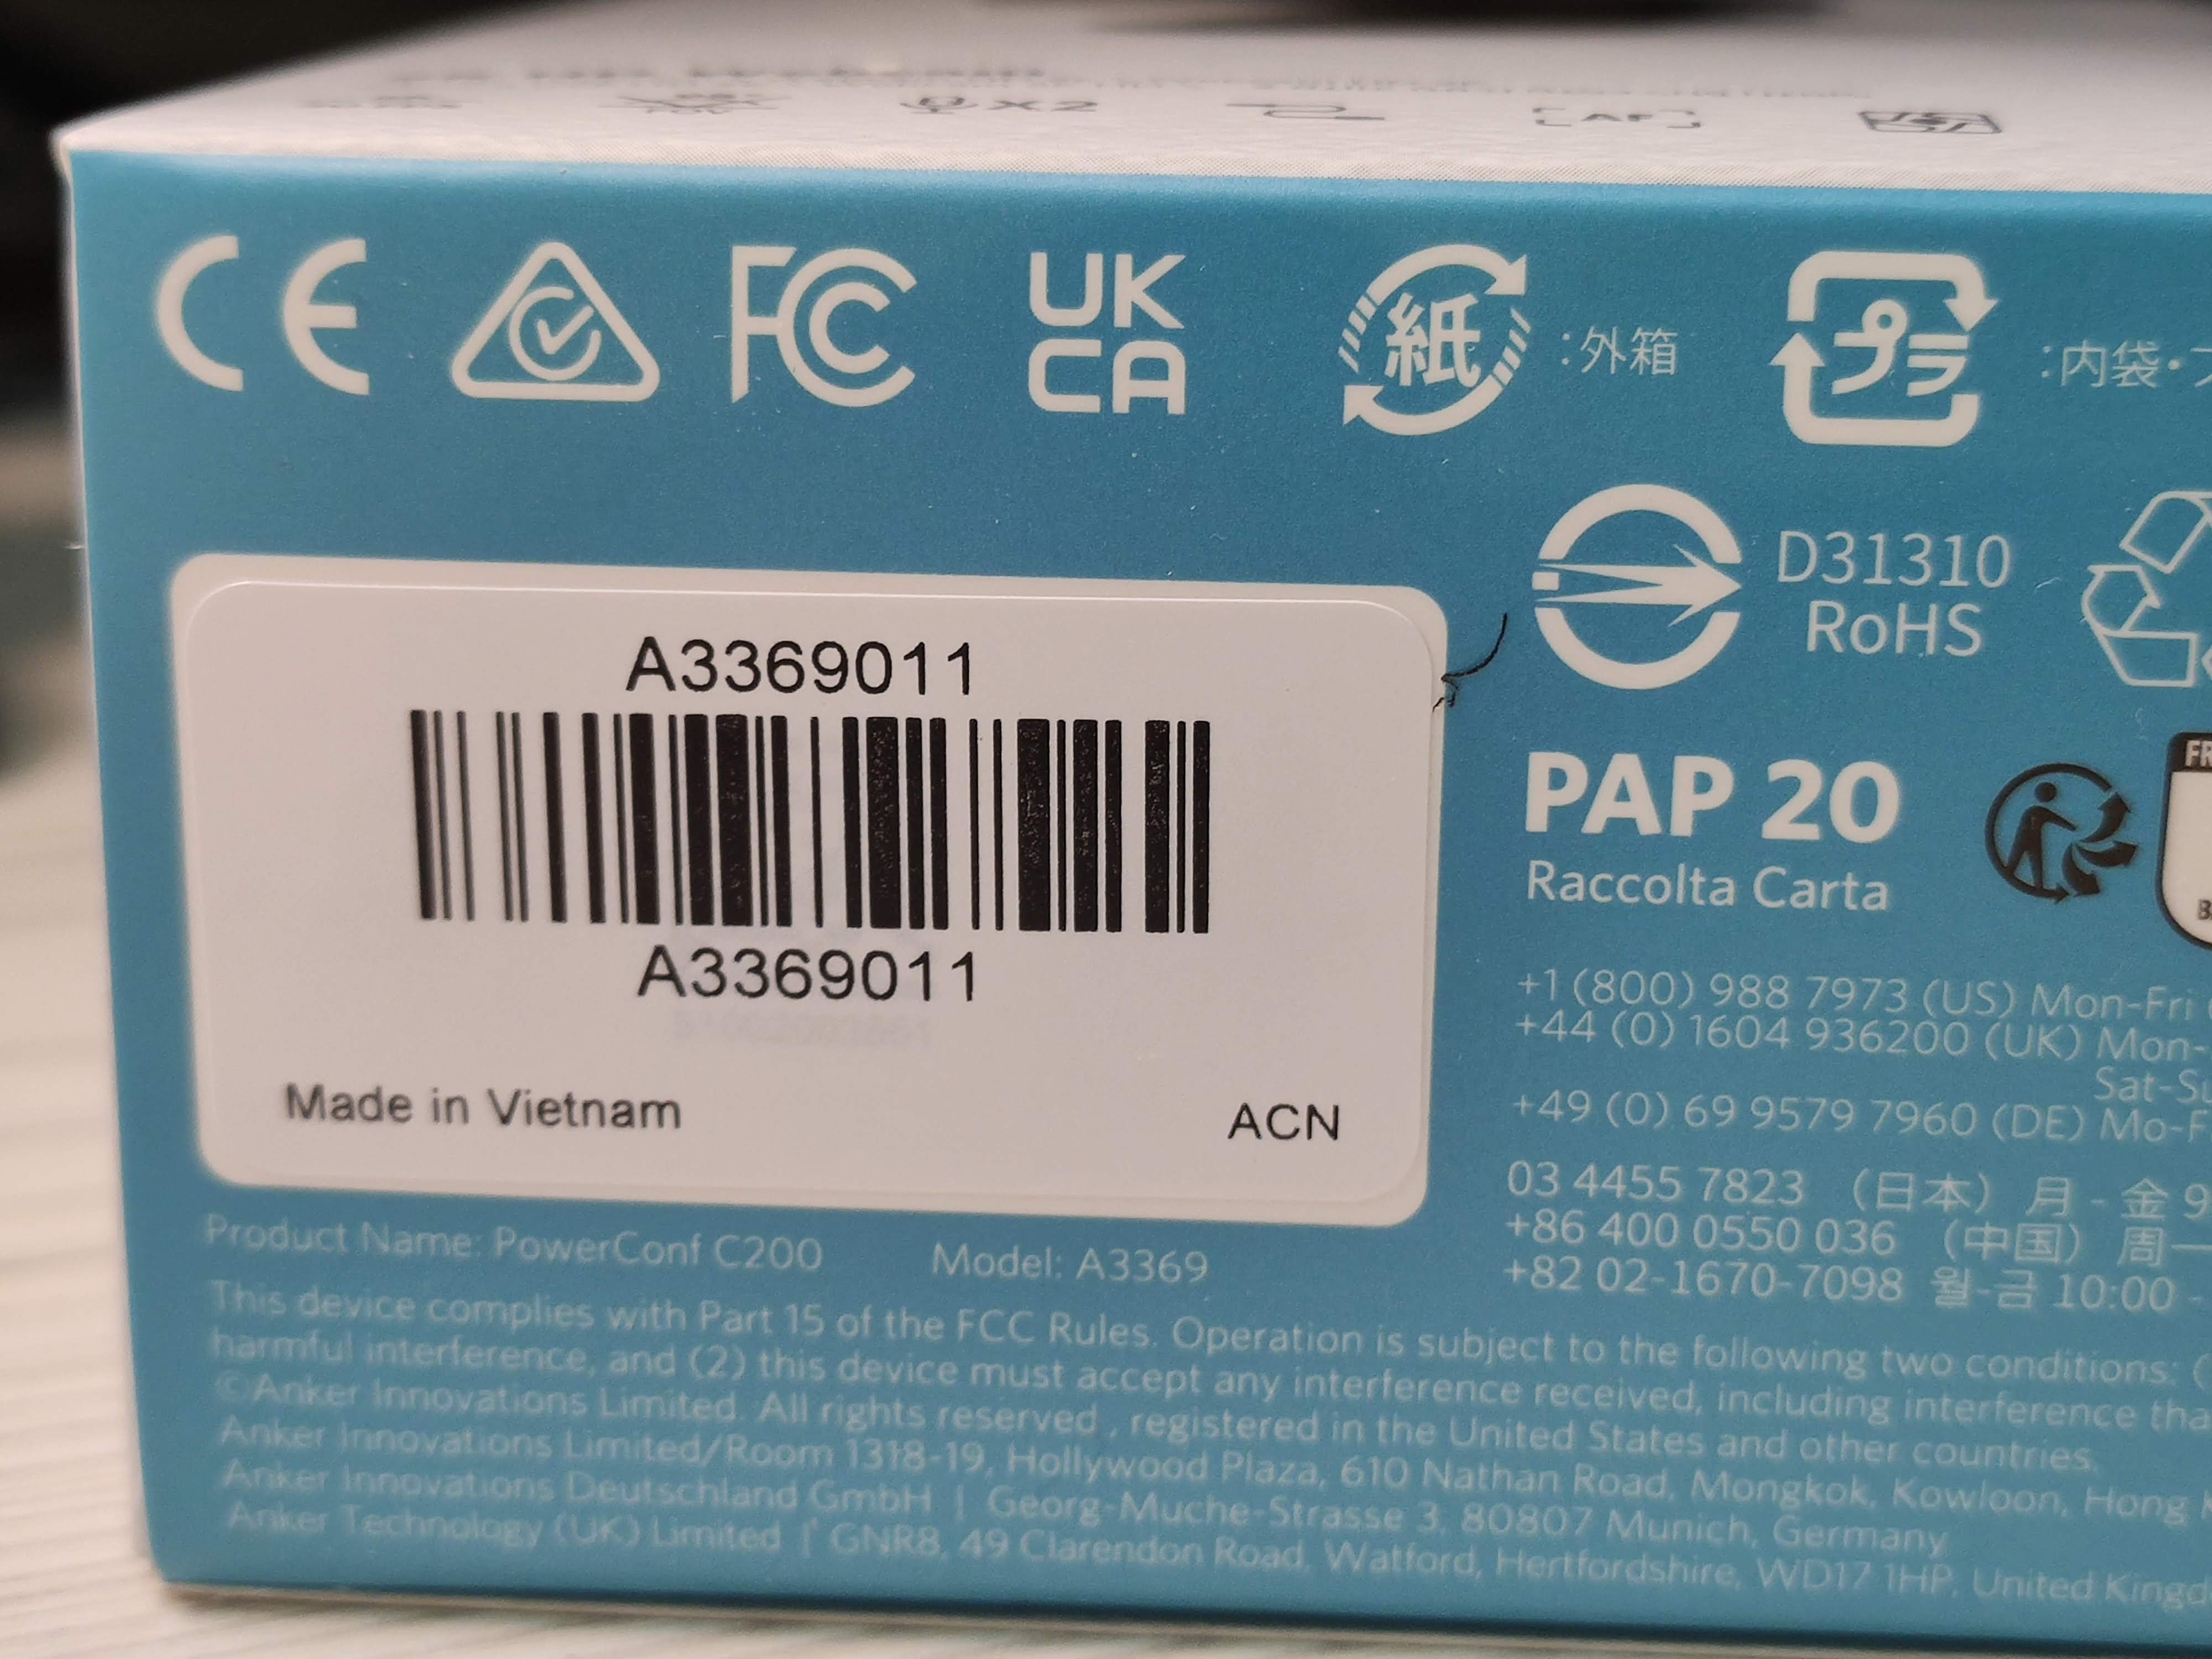 X2
AF
CE
FC
UK
CA
紙
:外箱
プラ
:内袋・
D31310
RoHS
A3369011
A3369011
Made in Vietnam
ACN
PAP 20
Raccolta Carta
+1 (800) 988 7973 (US) Mon-Fri
+44 (0) 1604 936200 (UK) Mon-
Sat-Su
+49 (0) 69 9579 7960 (DE) Mo-F
03 4455 7823 （日本） 月 - 金 9
+86 400 0550 036 （中国） 周一
+82 02-1670-7098 월-금 10:00 -
Product Name: PowerConf C200 Model: A3369
This device complies with Part 15 of the FCC Rules. Operation is subject to the following two conditions: (
harmful interference, and (2) this device must accept any interference received, including interference tha
©Anker Innovations Limited. All rights reserved , registered in the United States and other countries.
Anker Innovations Limited/Room 1318-19, Hollywood Plaza, 610 Nathan Road, Mongkok, Kowloon, Hong
Anker Innovations Deutschland GmbH | Georg-Muche-Strasse 3, 80807 Munich, Germany
Anker Technology (UK) Limited | GNR8, 49 Clarendon Road, Watford, Hertfordshire, WD17 1HP, United Kingd